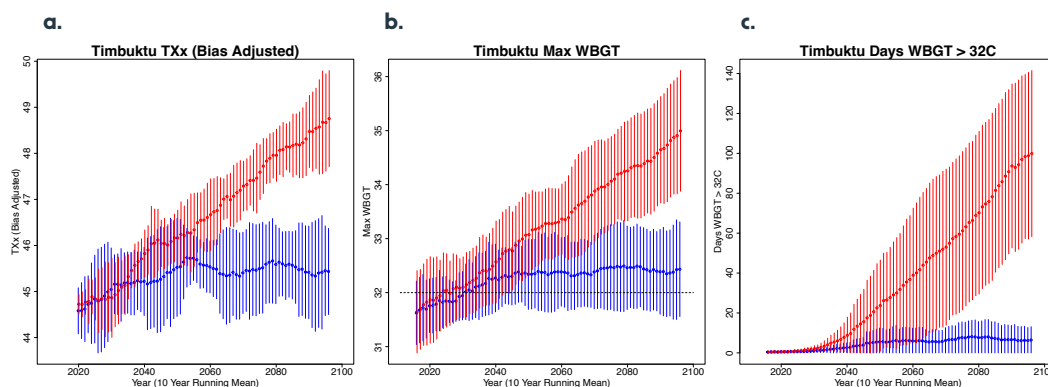 a.
Timbuktu TXx (Bias Adjusted)
TXx (Bias Adjusted)
50
49
48
47
46
45
44
2020 2040 2060 2080 2100
Year (10 Year Running Mean)
b.
Timbuktu Max WBGT
Max WBGT
36
35
34
33
32
31
2020 2040 2060 2080 2100
Year (10 Year Running Mean)
c.
Timbuktu Days WBGT > 32C
Days WBGT > 32C
140
120
100
80
60
40
20
0
2020 2040 2060 2080 210
Year (10 Year Running Mean)